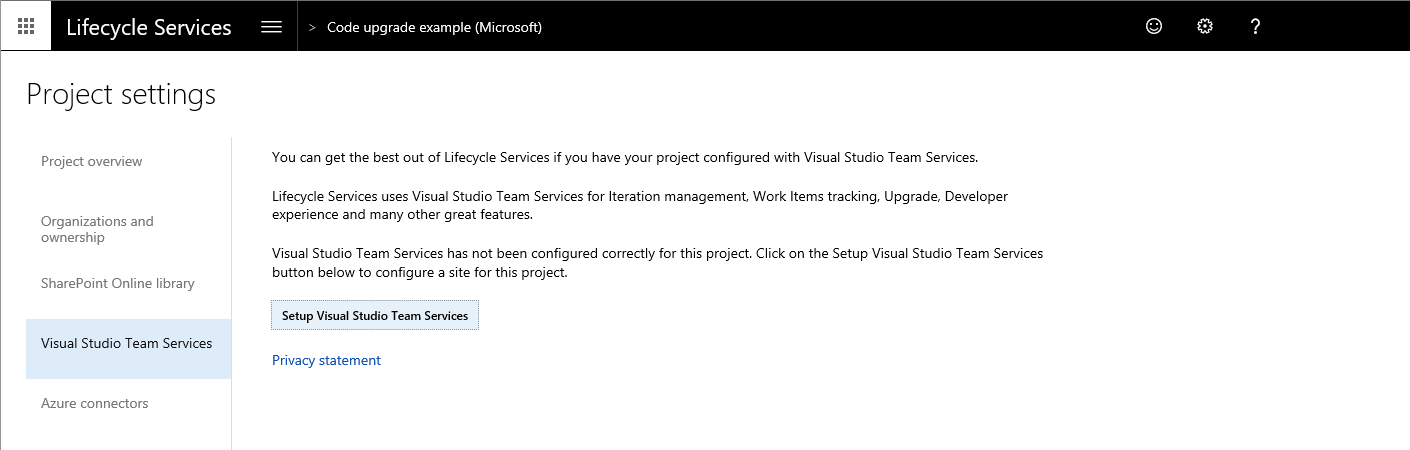 Lifecycle Services
> Code upgrade example (Microsoft)
?
Project settings
Project overview
Organizations and
ownership
SharePoint Online library
Visual Studio Team Services
Azure connectors
You can get the best out of Lifecycle Services if you have your project configured with Visual Studio Team Services.
Lifecycle Services uses Visual Studio Team Services for Iteration management, Work Items tracking, Upgrade, Developer
experience and many other great features.
Visual Studio Team Services has not been configured correctly for this project. Click on the Setup Visual Studio Team Services
button below to configure a site for this project.
Setup Visual Studio Team Services
Privacy statement